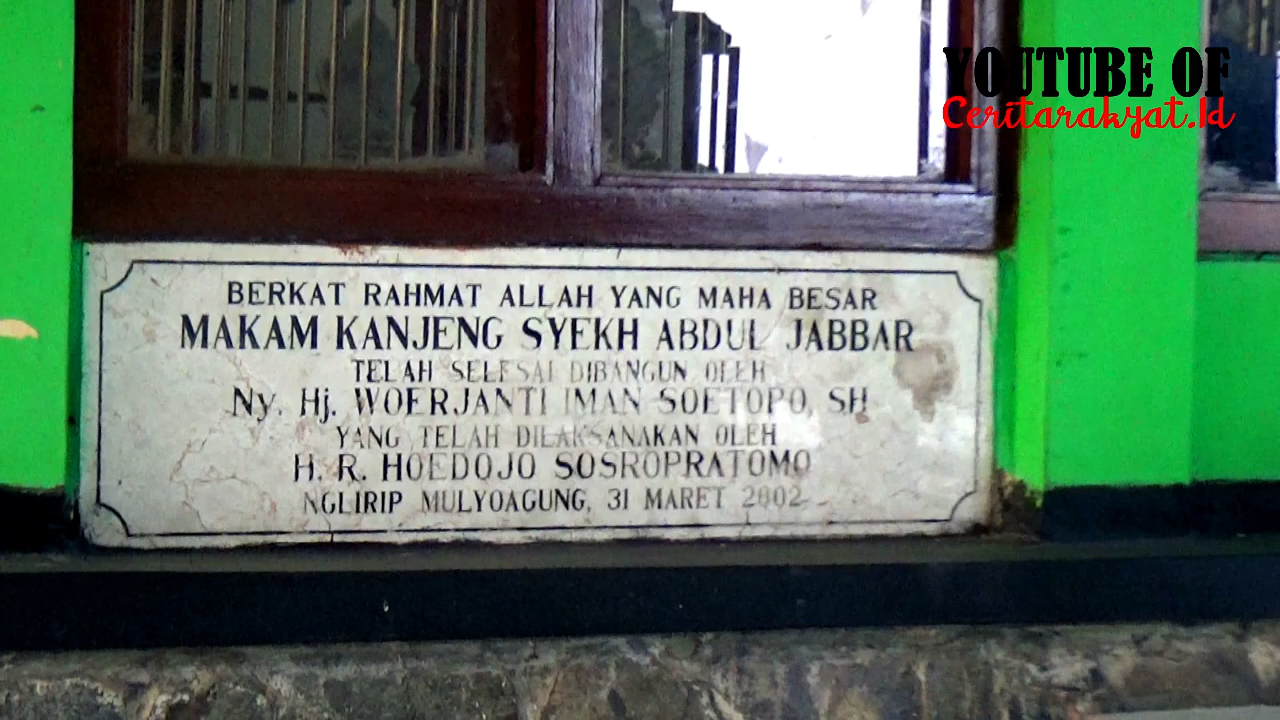 YOUTUBE OF
Ceritarakyat.Id
BERKAT RAHMAT ALLAH YANG MAHA BESAR
MAKAM KANJENG SYEKH ABDUL JABBAR
TELAH SELESAI DIBANGUN OLEH
Ny. Hj. WOERJANTI IMAN SOETOPO, SH
YANG TELAH DILAKSANAKAN OLEH
H. R. HOEDOJO SOSROPRATOMO
NGLIRIP MULYOAGUNG, 31 MARET 2002